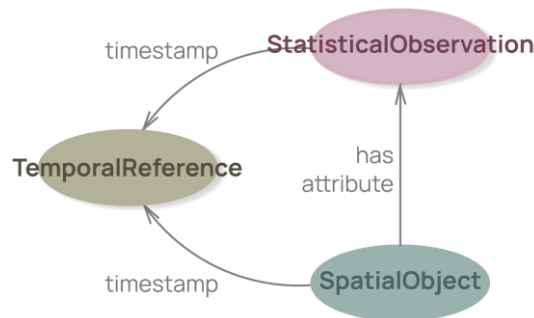 StatisticalObservation
timestamp
TemporalReference
has
attribute
timestamp
SpatialObject